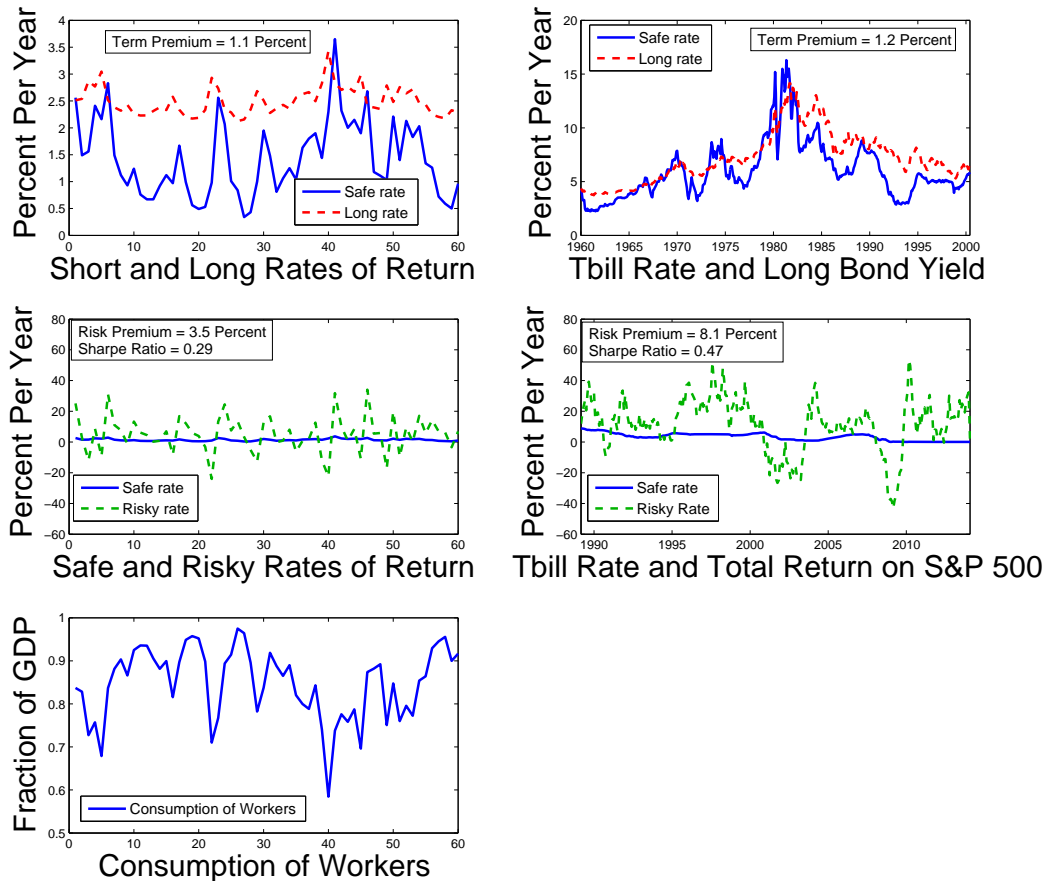 Percent Per Year
4
3.5
3
2.5
2
1.5
1
0.5
0
Term Premium = 1.1 Percent
Safe rate
Long rate
0 10 20 30 40 50 60
Short and Long Rates of Return
Percent Per Year
20
15
10
5
0
Safe rate
Long rate
Term Premium = 1.2 Percent
1960 1965 1970 1975 1980 1985 1990 1995 2000
Tbill Rate and Long Bond Yield
Percent Per Year
80
60
40
20
0
−20
−40
−60
Risk Premium = 3.5 Percent
Sharpe Ratio = 0.29
Safe rate
Risky rate
0 10 20 30 40 50 60
Safe and Risky Rates of Return
Percent Per Year
80
60
40
20
0
−20
−40
−60
Risk Premium = 8.1 Percent
Sharpe Ratio = 0.47
Safe rate
Risky Rate
1990 1995 2000 2005 2010
Tbill Rate and Total Return on S&P 500
Fraction of GDP
1
0.9
0.8
0.7
0.6
0.5
Consumption of Workers
0 10 20 30 40 50 60
Consumption of Workers